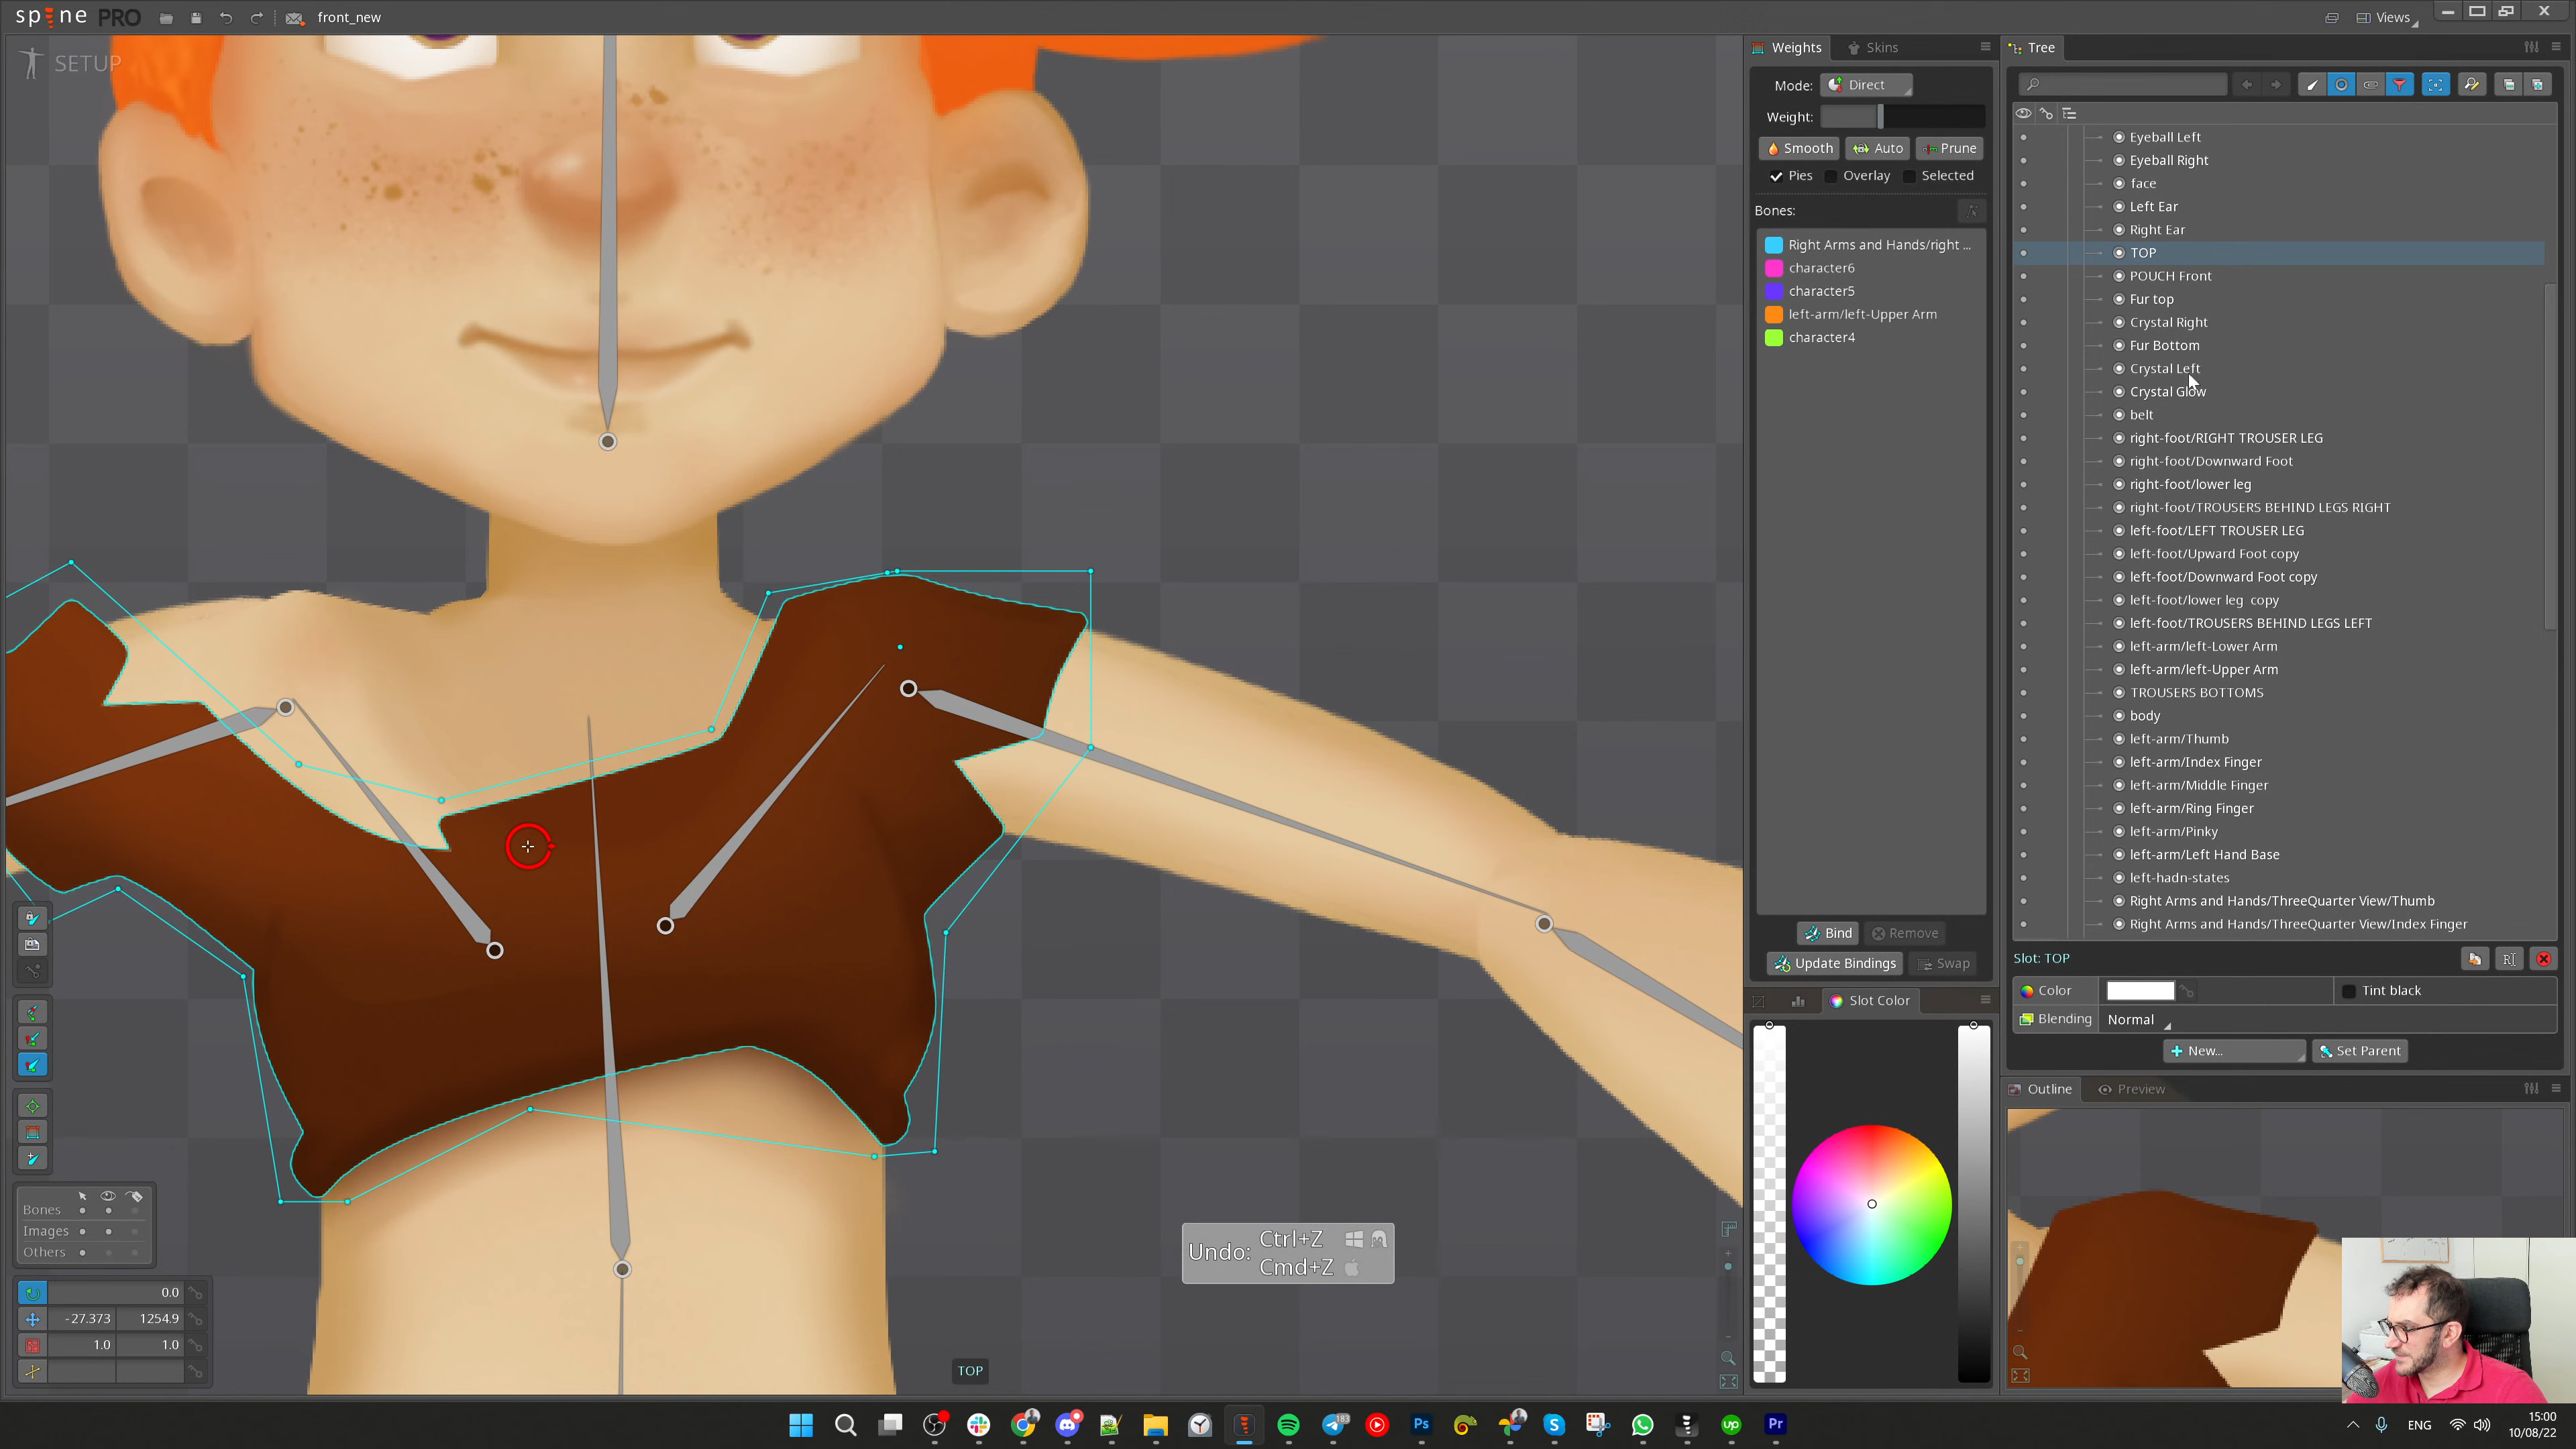 spine PRO
front_new
Views
SETUP
Weights
Skins
Tree
Mode:
Direct
Weight:
Smooth
Auto
Prune
Pies
Overlay
Selected
Bones:
Right Arms and Hands/right ...
character6
character5
left-arm/left-Upper Arm
character4
Bind
Remove
Update Bindings
Swap
Slot Color
Eyeball Left
Eyeball Right
face
Left Ear
Right Ear
TOP
POUCH Front
Fur top
Crystal Right
Fur Bottom
Crystal Left
Crystal Glow
belt
right-foot/RIGHT TROUSER LEG
right-foot/Downward Foot
right-foot/lower leg
right-foot/TROUSERS BEHIND LEGS RIGHT
left-foot/LEFT TROUSER LEG
left-foot/Upward Foot copy
left-foot/Downward Foot copy
left-foot/lower leg  copy
left-foot/TROUSERS BEHIND LEGS LEFT
left-arm/left-Lower Arm
left-arm/left-Upper Arm
TROUSERS BOTTOMS
body
left-arm/Thumb
left-arm/Index Finger
left-arm/Middle Finger
left-arm/Ring Finger
left-arm/Pinky
left-arm/Left Hand Base
left-hadn-states
Right Arms and Hands/ThreeQuarter View/Thumb
Right Arms and Hands/ThreeQuarter View/Index Finger
Slot: TOP
Color
Tint black
Blending
Normal
New...
Set Parent
Outline
Preview
Bones
Images
Others
0.0
-27.373
1254.9
1.0
1.0
Undo:
Ctrl+Z
Cmd+Z
TOP
183
Ps
up
Pr
ENG
15:00
10/08/22